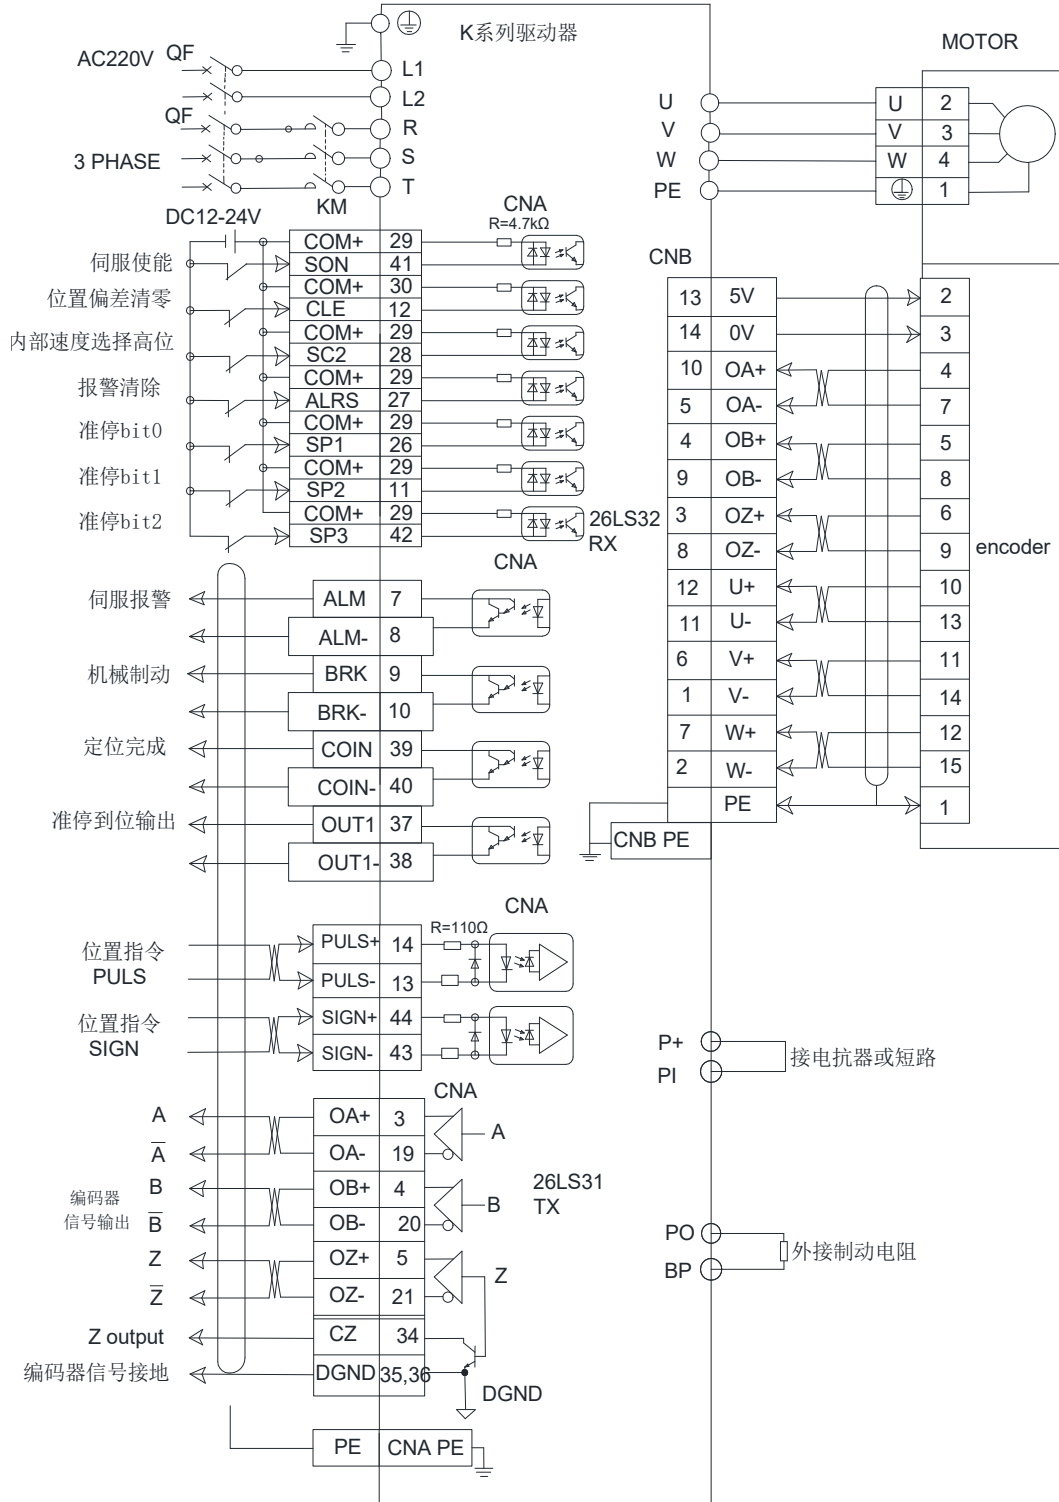 K系列驱动器
AC220V QF
L1
L2
QF
R
3 PHASE
S
T
KM
DC12-24V
CNA
R=4.7kΩ
COM+ 29
伺服使能 SON 41
COM+ 30
位置偏差清零 CLE 12
COM+ 29
内部速度选择高位 SC2 28
COM+ 29
报警清除 ALRS 27
COM+ 29
准停bit0 SP1 26
COM+ 29
准停bit1 SP2 11
COM+ 29
准停bit2 SP3 42
26LS32
RX
CNA
伺服报警 ALM 7
ALM- 8
机械制动 BRK 9
BRK- 10
定位完成 COIN 39
COIN- 40
准停到位输出 OUT1 37
OUT1- 38
CNA
R=110Ω
位置指令
PULS
PULS+ 14
PULS- 13
位置指令
SIGN
SIGN+ 44
SIGN- 43
CNA
A OA+ 3 A
A OA- 19
编码器
信号输出
B OB+ 4 B
B OB- 20
26LS31
TX
Z OZ+ 5 Z
Z OZ- 21
Z output CZ 34
编码器信号接地 DGND 35,36
DGND
PE CNA PE
MOTOR
U U 2
V V 3
W W 4
PE 1
CNB
13 5V 2
14 0V 3
10 OA+ 4
5 OA- 7
4 OB+ 5
9 OB- 8
3 OZ+ 6
8 OZ- 9
encoder
12 U+ 10
11 U- 13
6 V+ 11
1 V- 14
7 W+ 12
2 W- 15
PE 1
CNB PE
P+
PI
接电抗器或短路
PO
BP
外接制动电阻